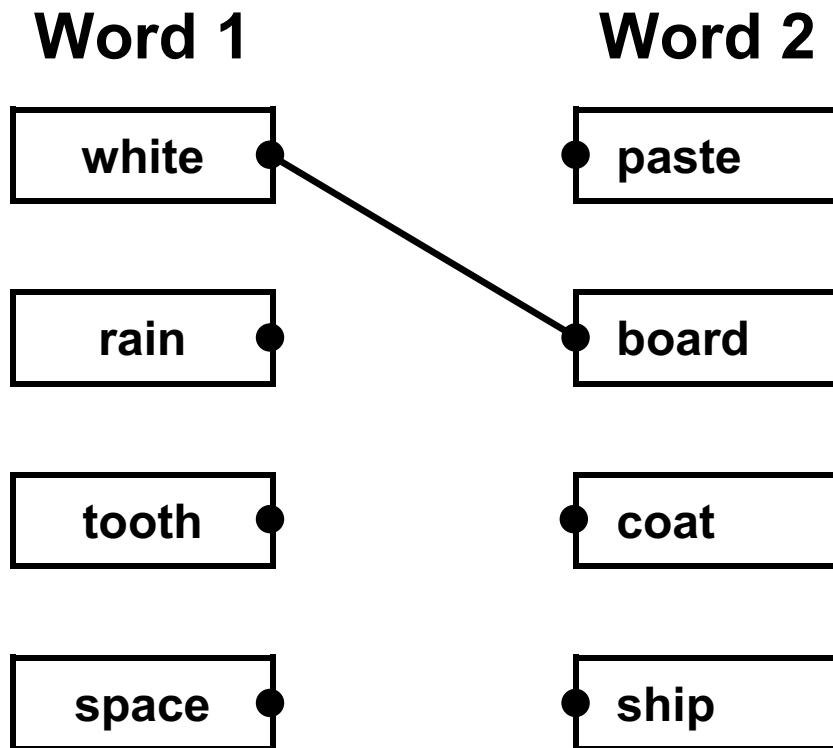 Word 1 Word 2
white paste
rain board
tooth coat
space ship